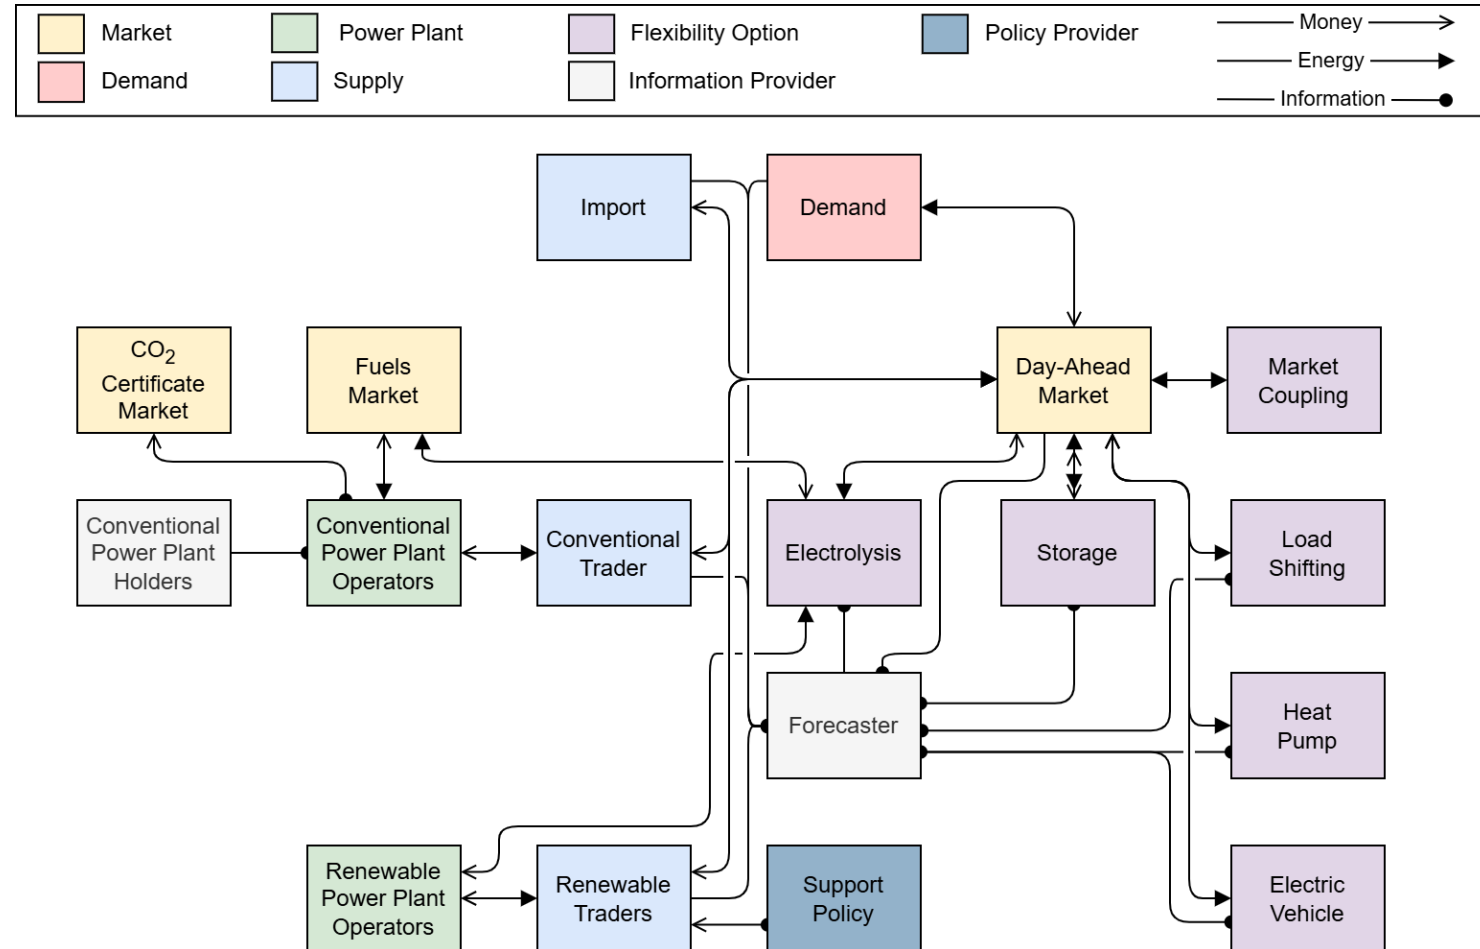 Market
Power Plant
Flexibility Option
Policy Provider
Money
Demand
Supply
Information Provider
Energy
Information
Import
Demand
CO2
Certificate
Market
Fuels
Market
Day-Ahead
Market
Market
Coupling
Conventional
Power Plant
Holders
Conventional
Power Plant
Operators
Conventional
Trader
Electrolysis
Storage
Load
Shifting
Forecaster
Heat
Pump
Renewable
Power Plant
Operators
Renewable
Traders
Support
Policy
Electric
Vehicle